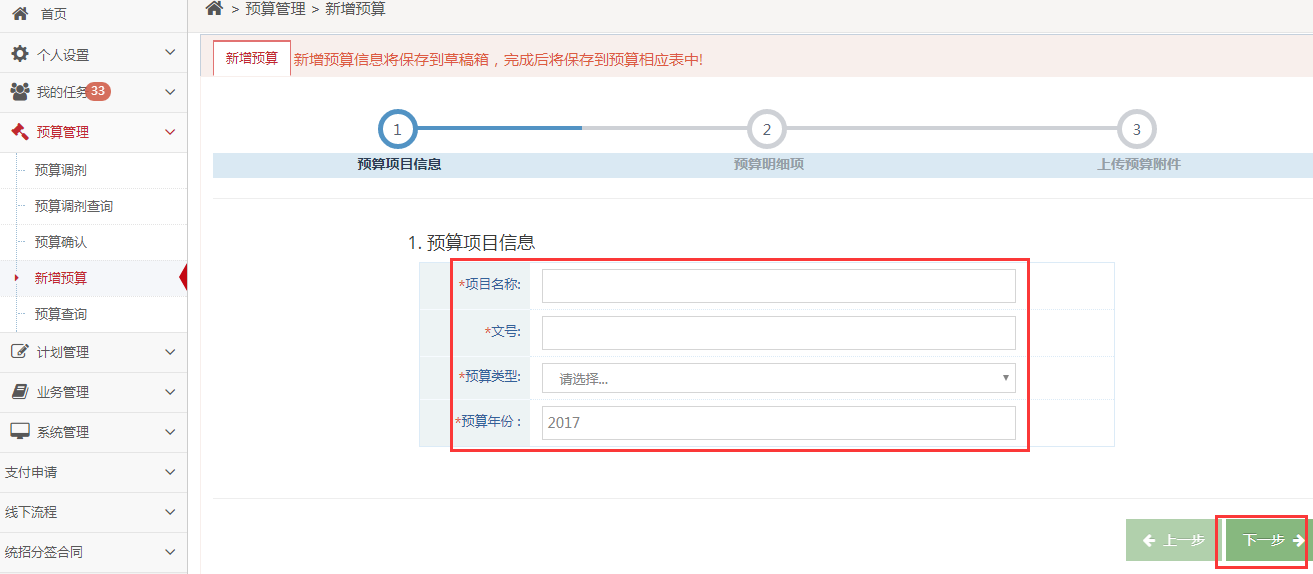 首页
> 预算管理 > 新增预算
个人设置
我的任务33
预算管理
预算调剂
预算调剂查询
预算确认
新增预算
预算查询
计划管理
业务管理
系统管理
支付申请
线下流程
统招分签合同
新增预算 新增预算信息将保存到草稿箱，完成后将保存到预算相应表中!
1 2 3
预算项目信息 预算明细项 上传预算附件
1. 预算项目信息
*项目名称:
*文号:
*预算类型: 请选择...
*预算年份： 2017
上一步 下一步